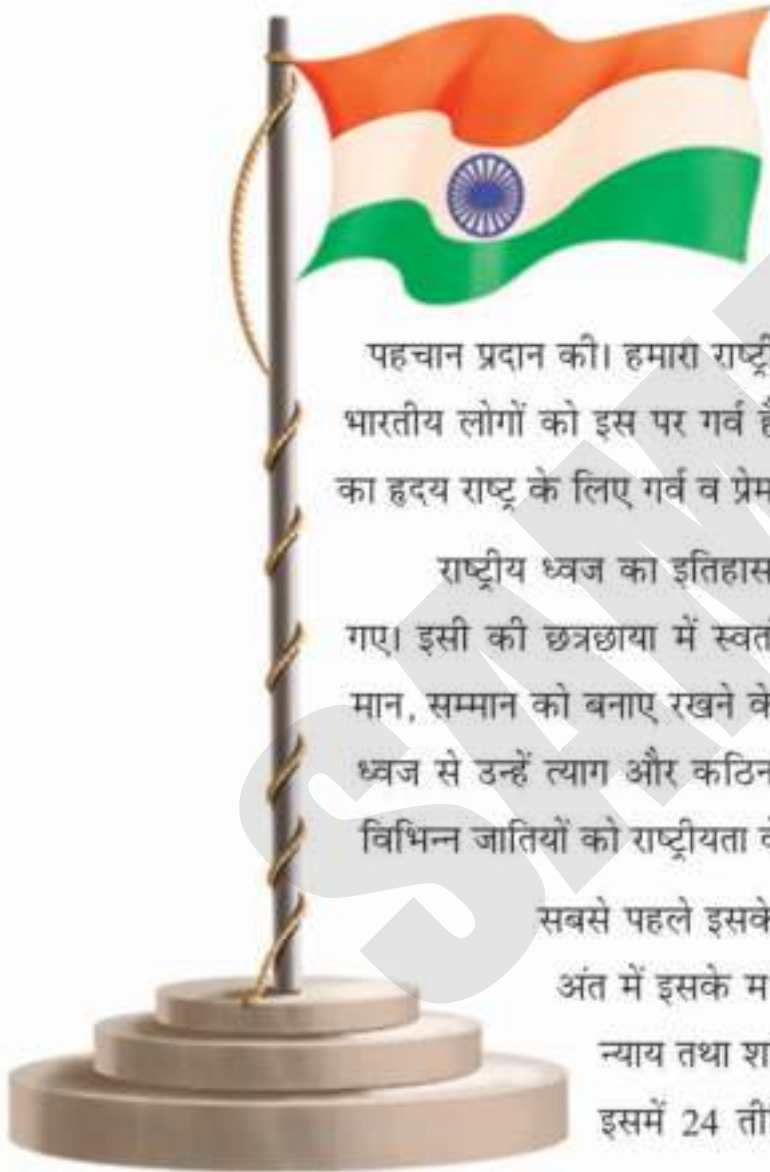 पहचान प्रदान की। हमारा राष्ट्री
भारतीय लोगों को इस पर गर्व है
का हृदय राष्ट्र के लिए गर्व व प्रेम
राष्ट्रीय ध्वज का इतिहास
गए। इसी की छत्रछाया में स्वतं
मान, सम्मान को बनाए रखने के
ध्वज से उन्हें त्याग और कठिन
विभिन्न जातियों को राष्ट्रीयता के
सबसे पहले इसके
अंत में इसके म
न्याय तथा श
इसमें 24 ती